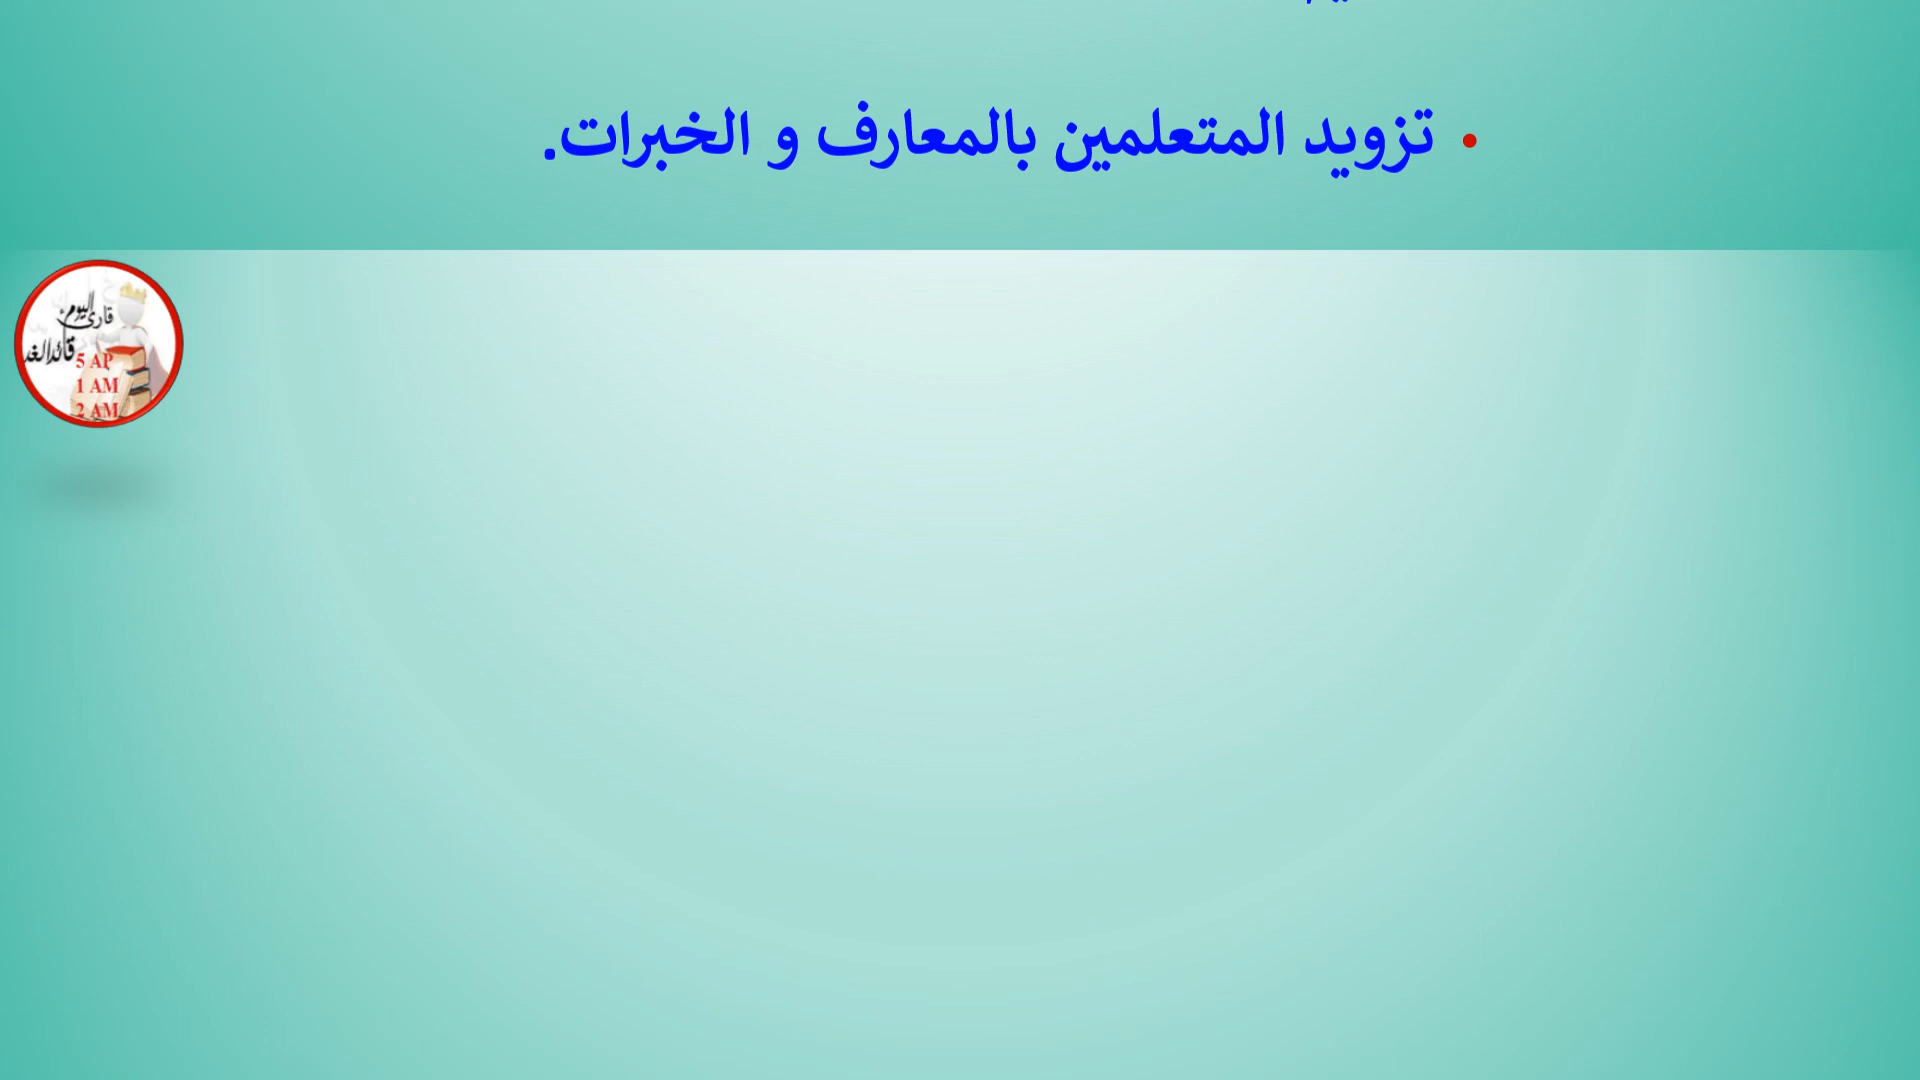 • تزويد المتعلمين بالمعارف و الخبرات.
قارئ اليوم
قائد الغد
5 AP
1 AM
2 AM